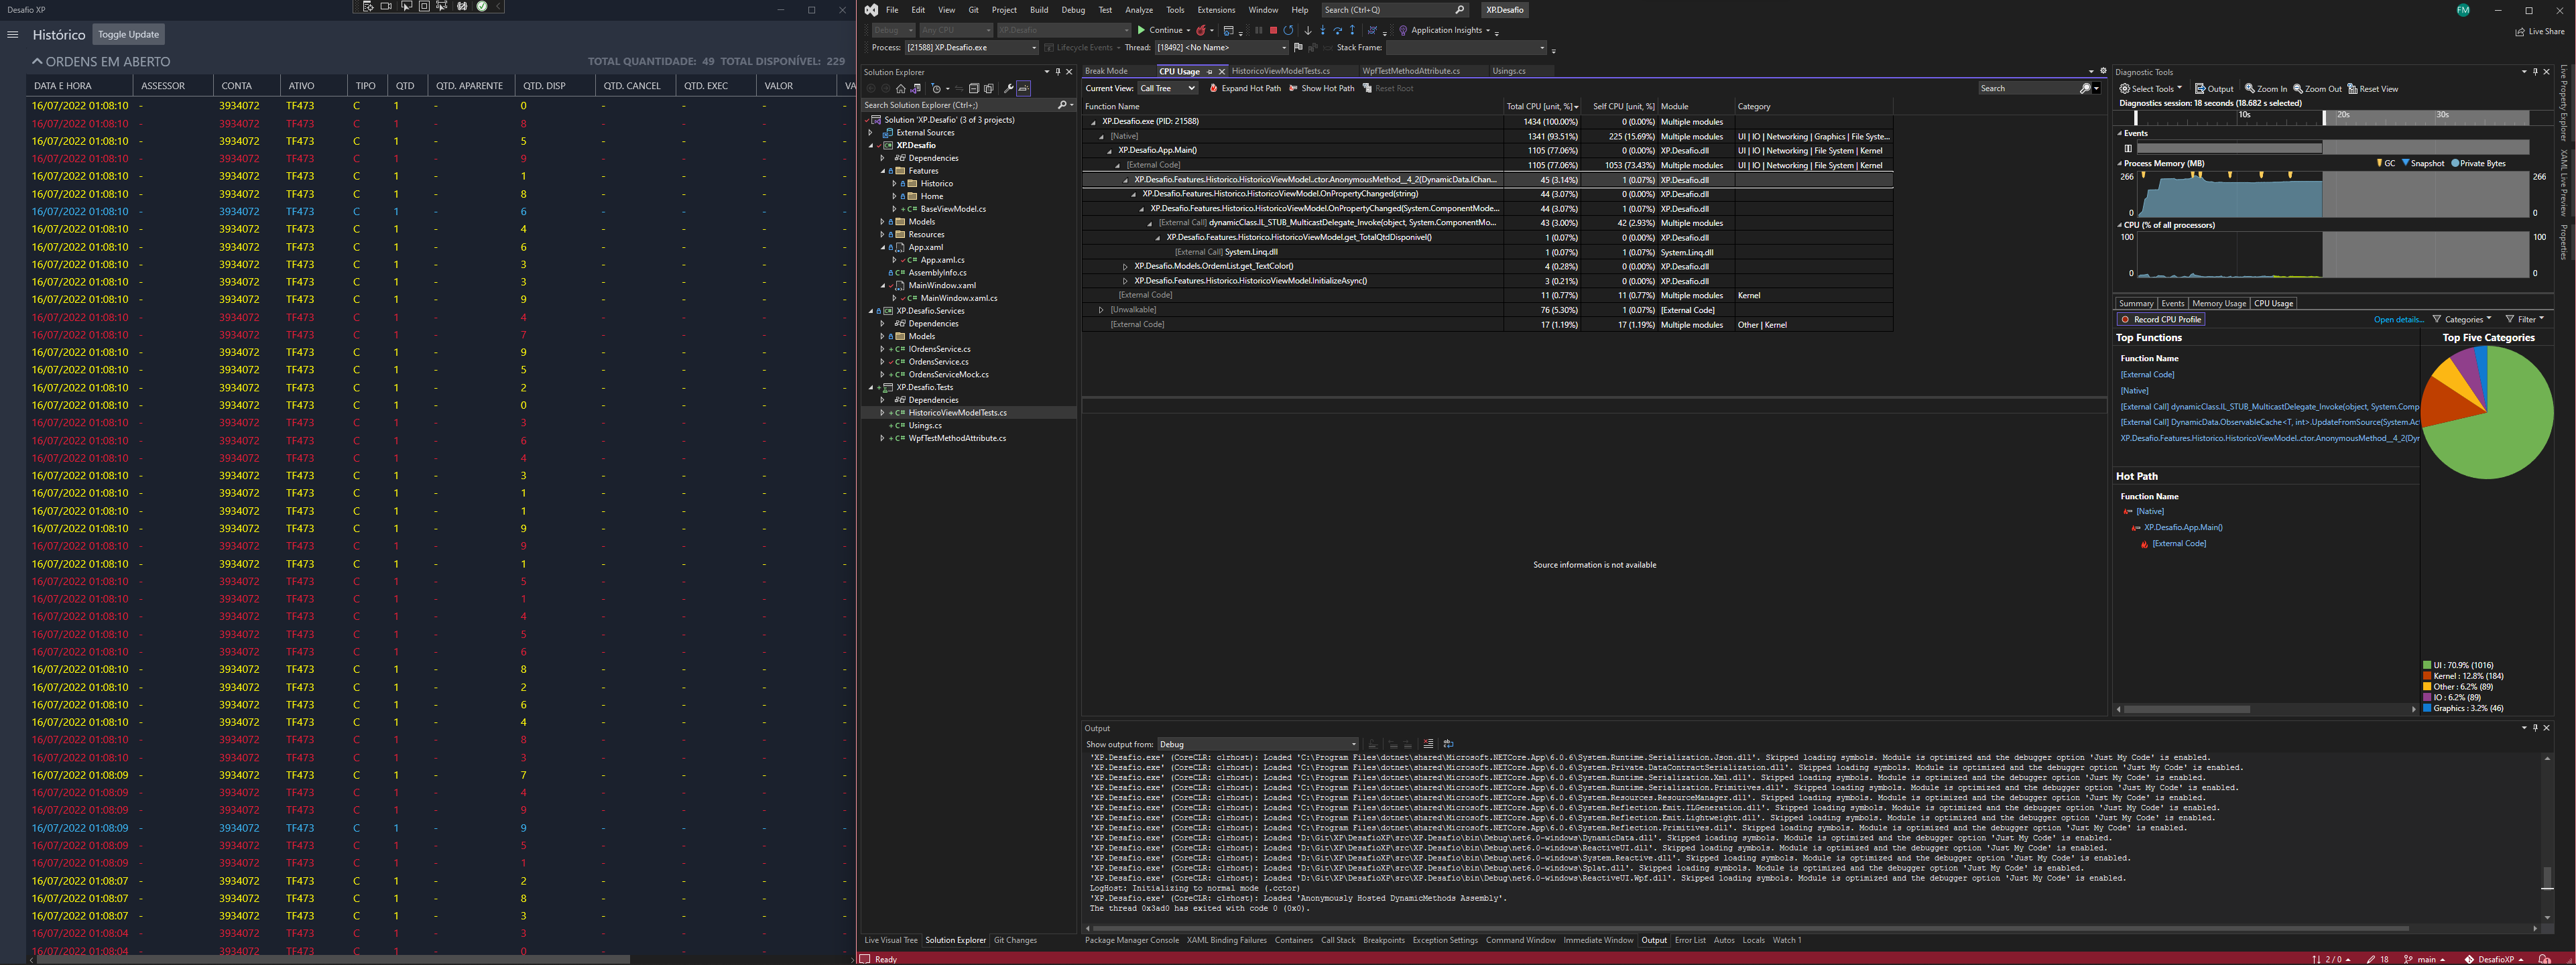 Desafio XP
Histórico
Toggle Update
ORDENS EM ABERTO
TOTAL QUANTIDADE: 49 TOTAL DISPONÍVEL: 229
DATA E HORA ASSESSOR CONTA ATIVO TIPO QTD QTD. APARENTE QTD. DISP QTD. CANCEL QTD. EXEC VALOR VA
16/07/2022 01:08:10 - 3934072 TF473 C 1 - 0 - - - -
16/07/2022 01:08:10 - 3934072 TF473 C 1 - 8 - - - -
16/07/2022 01:08:10 - 3934072 TF473 C 1 - 5 - - - -
16/07/2022 01:08:10 - 3934072 TF473 C 1 - 9 - - - -
16/07/2022 01:08:10 - 3934072 TF473 C 1 - 1 - - - -
16/07/2022 01:08:10 - 3934072 TF473 C 1 - 8 - - - -
16/07/2022 01:08:10 - 3934072 TF473 C 1 - 6 - - - -
16/07/2022 01:08:10 - 3934072 TF473 C 1 - 4 - - - -
16/07/2022 01:08:10 - 3934072 TF473 C 1 - 6 - - - -
16/07/2022 01:08:10 - 3934072 TF473 C 1 - 3 - - - -
16/07/2022 01:08:10 - 3934072 TF473 C 1 - 3 - - - -
16/07/2022 01:08:10 - 3934072 TF473 C 1 - 9 - - - -
16/07/2022 01:08:10 - 3934072 TF473 C 1 - 4 - - - -
16/07/2022 01:08:10 - 3934072 TF473 C 1 - 7 - - - -
16/07/2022 01:08:10 - 3934072 TF473 C 1 - 9 - - - -
16/07/2022 01:08:10 - 3934072 TF473 C 1 - 5 - - - -
16/07/2022 01:08:10 - 3934072 TF473 C 1 - 2 - - - -
16/07/2022 01:08:10 - 3934072 TF473 C 1 - 0 - - - -
16/07/2022 01:08:10 - 3934072 TF473 C 1 - 3 - - - -
16/07/2022 01:08:10 - 3934072 TF473 C 1 - 6 - - - -
16/07/2022 01:08:10 - 3934072 TF473 C 1 - 4 - - - -
16/07/2022 01:08:10 - 3934072 TF473 C 1 - 3 - - - -
16/07/2022 01:08:10 - 3934072 TF473 C 1 - 1 - - - -
16/07/2022 01:08:10 - 3934072 TF473 C 1 - 1 - - - -
16/07/2022 01:08:10 - 3934072 TF473 C 1 - 9 - - - -
16/07/2022 01:08:10 - 3934072 TF473 C 1 - 9 - - - -
16/07/2022 01:08:10 - 3934072 TF473 C 1 - 1 - - - -
16/07/2022 01:08:10 - 3934072 TF473 C 1 - 5 - - - -
16/07/2022 01:08:10 - 3934072 TF473 C 1 - 1 - - - -
16/07/2022 01:08:10 - 3934072 TF473 C 1 - 4 - - - -
16/07/2022 01:08:10 - 3934072 TF473 C 1 - 5 - - - -
16/07/2022 01:08:10 - 3934072 TF473 C 1 - 6 - - - -
16/07/2022 01:08:10 - 3934072 TF473 C 1 - 8 - - - -
16/07/2022 01:08:10 - 3934072 TF473 C 1 - 2 - - - -
16/07/2022 01:08:10 - 3934072 TF473 C 1 - 6 - - - -
16/07/2022 01:08:10 - 3934072 TF473 C 1 - 4 - - - -
16/07/2022 01:08:10 - 3934072 TF473 C 1 - 8 - - - -
16/07/2022 01:08:10 - 3934072 TF473 C 1 - 3 - - - -
16/07/2022 01:08:09 - 3934072 TF473 C 1 - 7 - - - -
16/07/2022 01:08:09 - 3934072 TF473 C 1 - 4 - - - -
16/07/2022 01:08:09 - 3934072 TF473 C 1 - 9 - - - -
16/07/2022 01:08:09 - 3934072 TF473 C 1 - 9 - - - -
16/07/2022 01:08:09 - 3934072 TF473 C 1 - 5 - - - -
16/07/2022 01:08:09 - 3934072 TF473 C 1 - 1 - - - -
16/07/2022 01:08:07 - 3934072 TF473 C 1 - 2 - - - -
16/07/2022 01:08:07 - 3934072 TF473 C 1 - 8 - - - -
16/07/2022 01:08:07 - 3934072 TF473 C 1 - 3 - - - -
16/07/2022 01:08:04 - 3934072 TF473 C 1 - 3 - - - -
16/07/2022 01:08:04 - 3934072 TF473 C 1 - 0 - - - -
File Edit View Git Project Build Debug Test Analyze Tools Extensions Window Help Search (Ctrl+Q) XP.Desafio FM
Debug Any CPU XP.Desafio Continue Application Insights Live Share
Process: [21588] XP.Desafio.exe Lifecycle Events Thread: [18492] <No Name> Stack Frame:
Solution Explorer
Search Solution Explorer (Ctrl+;)
Solution 'XP.Desafio' (3 of 3 projects)
External Sources
XP.Desafio
Dependencies
Features
Historico
Home
BaseViewModel.cs
Models
Resources
App.xaml
App.xaml.cs
AssemblyInfo.cs
MainWindow.xaml
MainWindow.xaml.cs
XP.Desafio.Services
Dependencies
Models
IOrdensService.cs
OrdensService.cs
OrdensServiceMock.cs
XP.Desafio.Tests
Dependencies
HistoricoViewModelTests.cs
Usings.cs
WpfTestMethodAttribute.cs
Live Visual Tree Solution Explorer Git Changes
Break Mode CPU Usage HistoricoViewModelTests.cs WpfTestMethodAttribute.cs Usings.cs
Current View: Call Tree Expand Hot Path Show Hot Path Reset Root Search
Function Name Total CPU [unit, %] Self CPU [unit, %] Module Category
XP.Desafio.exe (PID: 21588) 1434 (100.00%) 0 (0.00%) Multiple modules
[Native] 1341 (93.51%) 225 (15.69%) Multiple modules UI | IO | Networking | Graphics | File Syste...
XP.Desafio.App.Main() 1105 (77.06%) 0 (0.00%) XP.Desafio.dll UI | IO | Networking | File System | Kernel
[External Code] 1105 (77.06%) 1053 (73.43%) Multiple modules UI | IO | Networking | File System | Kernel
XP.Desafio.Features.Historico.HistoricoViewModel..ctor.AnonymousMethod__4_2(DynamicData.IChan... 45 (3.14%) 1 (0.07%) XP.Desafio.dll
XP.Desafio.Features.Historico.HistoricoViewModel.OnPropertyChanged(string) 44 (3.07%) 0 (0.00%) XP.Desafio.dll
XP.Desafio.Features.Historico.HistoricoViewModel.OnPropertyChanged(System.ComponentMode... 44 (3.07%) 1 (0.07%) XP.Desafio.dll
[External Call] dynamicClass.IL_STUB_MulticastDelegate_Invoke(object, System.ComponentMo... 43 (3.00%) 42 (2.93%) Multiple modules
XP.Desafio.Features.Historico.HistoricoViewModel.get_TotalQtdDisponivel() 1 (0.07%) 0 (0.00%) XP.Desafio.dll
[External Call] System.Linq.dll 1 (0.07%) 1 (0.07%) System.Linq.dll
XP.Desafio.Models.OrdemList.get_TextColor() 4 (0.28%) 0 (0.00%) XP.Desafio.dll
XP.Desafio.Features.Historico.HistoricoViewModel.InitializeAsync() 3 (0.21%) 0 (0.00%) XP.Desafio.dll
[External Code] 11 (0.77%) 11 (0.77%) Multiple modules Kernel
[Unwalkable] 76 (5.30%) 1 (0.07%) [External Code]
[External Code] 17 (1.19%) 17 (1.19%) Multiple modules Other | Kernel
Source information is not available
Output
Show output from: Debug
'XP.Desafio.exe' (CoreCLR: clrhost): Loaded 'C:\Program Files\dotnet\shared\Microsoft.NETCore.App\6.0.6\System.Runtime.Serialization.Json.dll'. Skipped loading symbols. Module is optimized and the debugger option 'Just My Code' is enabled.
'XP.Desafio.exe' (CoreCLR: clrhost): Loaded 'C:\Program Files\dotnet\shared\Microsoft.NETCore.App\6.0.6\System.Private.DataContractSerialization.dll'. Skipped loading symbols. Module is optimized and the debugger option 'Just My Code' is enabled.
'XP.Desafio.exe' (CoreCLR: clrhost): Loaded 'C:\Program Files\dotnet\shared\Microsoft.NETCore.App\6.0.6\System.Runtime.Serialization.Xml.dll'. Skipped loading symbols. Module is optimized and the debugger option 'Just My Code' is enabled.
'XP.Desafio.exe' (CoreCLR: clrhost): Loaded 'C:\Program Files\dotnet\shared\Microsoft.NETCore.App\6.0.6\System.Runtime.Serialization.Primitives.dll'. Skipped loading symbols. Module is optimized and the debugger option 'Just My Code' is enabled.
'XP.Desafio.exe' (CoreCLR: clrhost): Loaded 'C:\Program Files\dotnet\shared\Microsoft.NETCore.App\6.0.6\System.Resources.ResourceManager.dll'. Skipped loading symbols. Module is optimized and the debugger option 'Just My Code' is enabled.
'XP.Desafio.exe' (CoreCLR: clrhost): Loaded 'C:\Program Files\dotnet\shared\Microsoft.NETCore.App\6.0.6\System.Reflection.Emit.ILGeneration.dll'. Skipped loading symbols. Module is optimized and the debugger option 'Just My Code' is enabled.
'XP.Desafio.exe' (CoreCLR: clrhost): Loaded 'C:\Program Files\dotnet\shared\Microsoft.NETCore.App\6.0.6\System.Reflection.Emit.Lightweight.dll'. Skipped loading symbols. Module is optimized and the debugger option 'Just My Code' is enabled.
'XP.Desafio.exe' (CoreCLR: clrhost): Loaded 'C:\Program Files\dotnet\shared\Microsoft.NETCore.App\6.0.6\System.Reflection.Primitives.dll'. Skipped loading symbols. Module is optimized and the debugger option 'Just My Code' is enabled.
'XP.Desafio.exe' (CoreCLR: clrhost): Loaded 'D:\Git\XP\DesafioXP\src\XP.Desafio\bin\Debug\net6.0-windows\DynamicData.dll'. Skipped loading symbols. Module is optimized and the debugger option 'Just My Code' is enabled.
'XP.Desafio.exe' (CoreCLR: clrhost): Loaded 'D:\Git\XP\DesafioXP\src\XP.Desafio\bin\Debug\net6.0-windows\ReactiveUI.dll'. Skipped loading symbols. Module is optimized and the debugger option 'Just My Code' is enabled.
'XP.Desafio.exe' (CoreCLR: clrhost): Loaded 'D:\Git\XP\DesafioXP\src\XP.Desafio\bin\Debug\net6.0-windows\System.Reactive.dll'. Skipped loading symbols. Module is optimized and the debugger option 'Just My Code' is enabled.
'XP.Desafio.exe' (CoreCLR: clrhost): Loaded 'D:\Git\XP\DesafioXP\src\XP.Desafio\bin\Debug\net6.0-windows\Splat.dll'. Skipped loading symbols. Module is optimized and the debugger option 'Just My Code' is enabled.
'XP.Desafio.exe' (CoreCLR: clrhost): Loaded 'D:\Git\XP\DesafioXP\src\XP.Desafio\bin\Debug\net6.0-windows\ReactiveUI.Wpf.dll'. Skipped loading symbols. Module is optimized and the debugger option 'Just My Code' is enabled.
LogHost: Initializing to normal mode (.cctor)
'XP.Desafio.exe' (CoreCLR: clrhost): Loaded 'Anonymously Hosted DynamicMethods Assembly'.
The thread 0x3ad0 has exited with code 0 (0x0).
Package Manager Console XAML Binding Failures Containers Call Stack Breakpoints Exception Settings Command Window Immediate Window Output Error List Autos Locals Watch 1
Diagnostic Tools
Select Tools Output Zoom In Zoom Out Reset View
Diagnostics session: 18 seconds (18.682 s selected)
10s 20s 30s
Events
Process Memory (MB) GC Snapshot Private Bytes
266 266
0 0
CPU (% of all processors)
100 100
0 0
Summary Events Memory Usage CPU Usage
Record CPU Profile Open details... Categories Filter
Top Functions
Function Name
[External Code]
[Native]
[External Call] dynamicClass.IL_STUB_MulticastDelegate_Invoke(object, System.Comp
[External Call] DynamicData.ObservableCache<T, int>.UpdateFromSource(System.Act
XP.Desafio.Features.Historico.HistoricoViewModel..ctor.AnonymousMethod__4_2(Dyr
Hot Path
Function Name
[Native]
XP.Desafio.App.Main()
[External Code]
Top Five Categories
UI : 70.9% (1016)
Kernel : 12.8% (184)
Other : 6.2% (89)
IO : 6.2% (89)
Graphics : 3.2% (46)
Live Property Explorer
XAML Live Preview
Properties
Ready
2 / 0 18 main DesafioXP